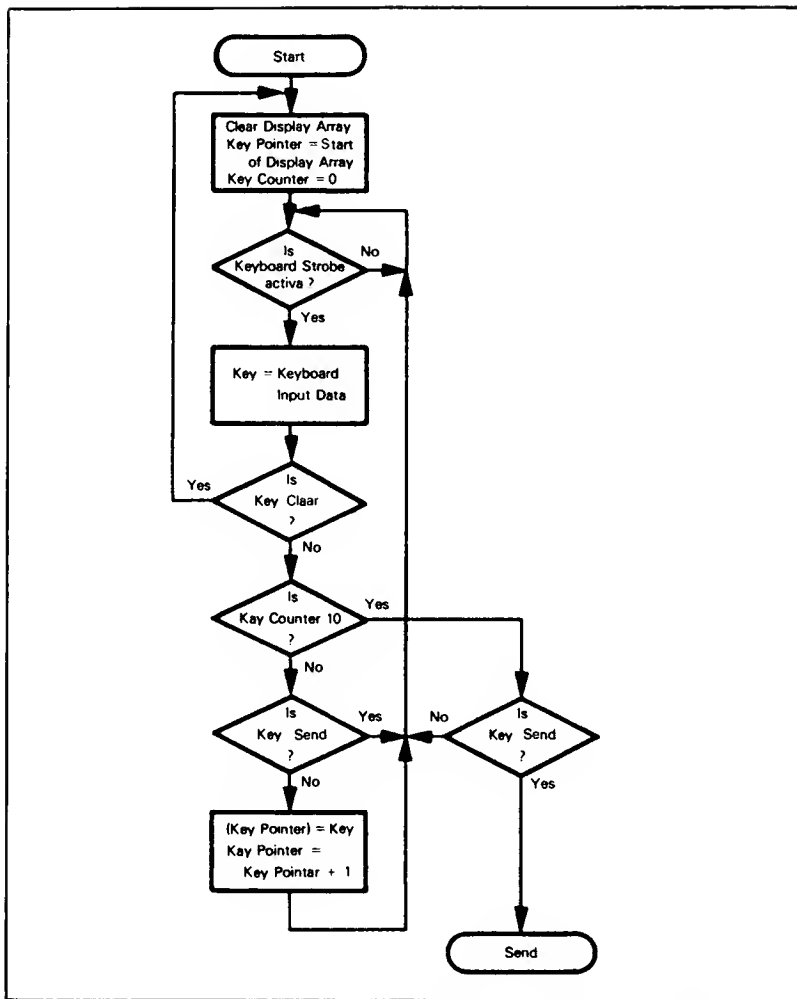 Start
Clear Display Array
Key Pointer = Start
of Display Array
Key Counter = 0
Is
Keyboard Strobe
activa ?
No
Yes
Key = Keyboard
Input Data
Is
Key Claar
?
Yes
No
Is
Kay Counter 10
?
Yes
No
Is
Key Send
?
Yes
No
Is
Key Send
?
No
Yes
(Key Pointer) = Key
Kay Pointer =
Key Pointar + 1
Send